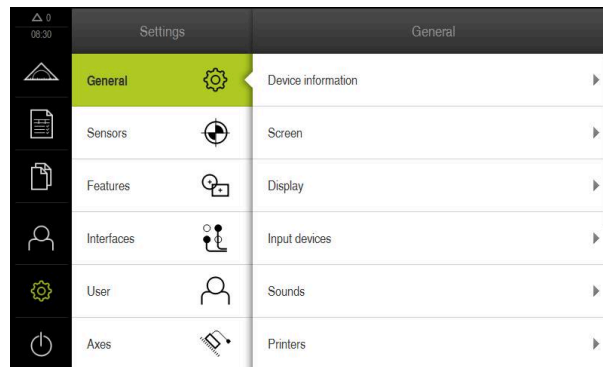 0
08:30
Settings
General
General
Device information
Sensors
Screen
Features
Display
Interfaces
Input devices
User
Sounds
Axes
Printers